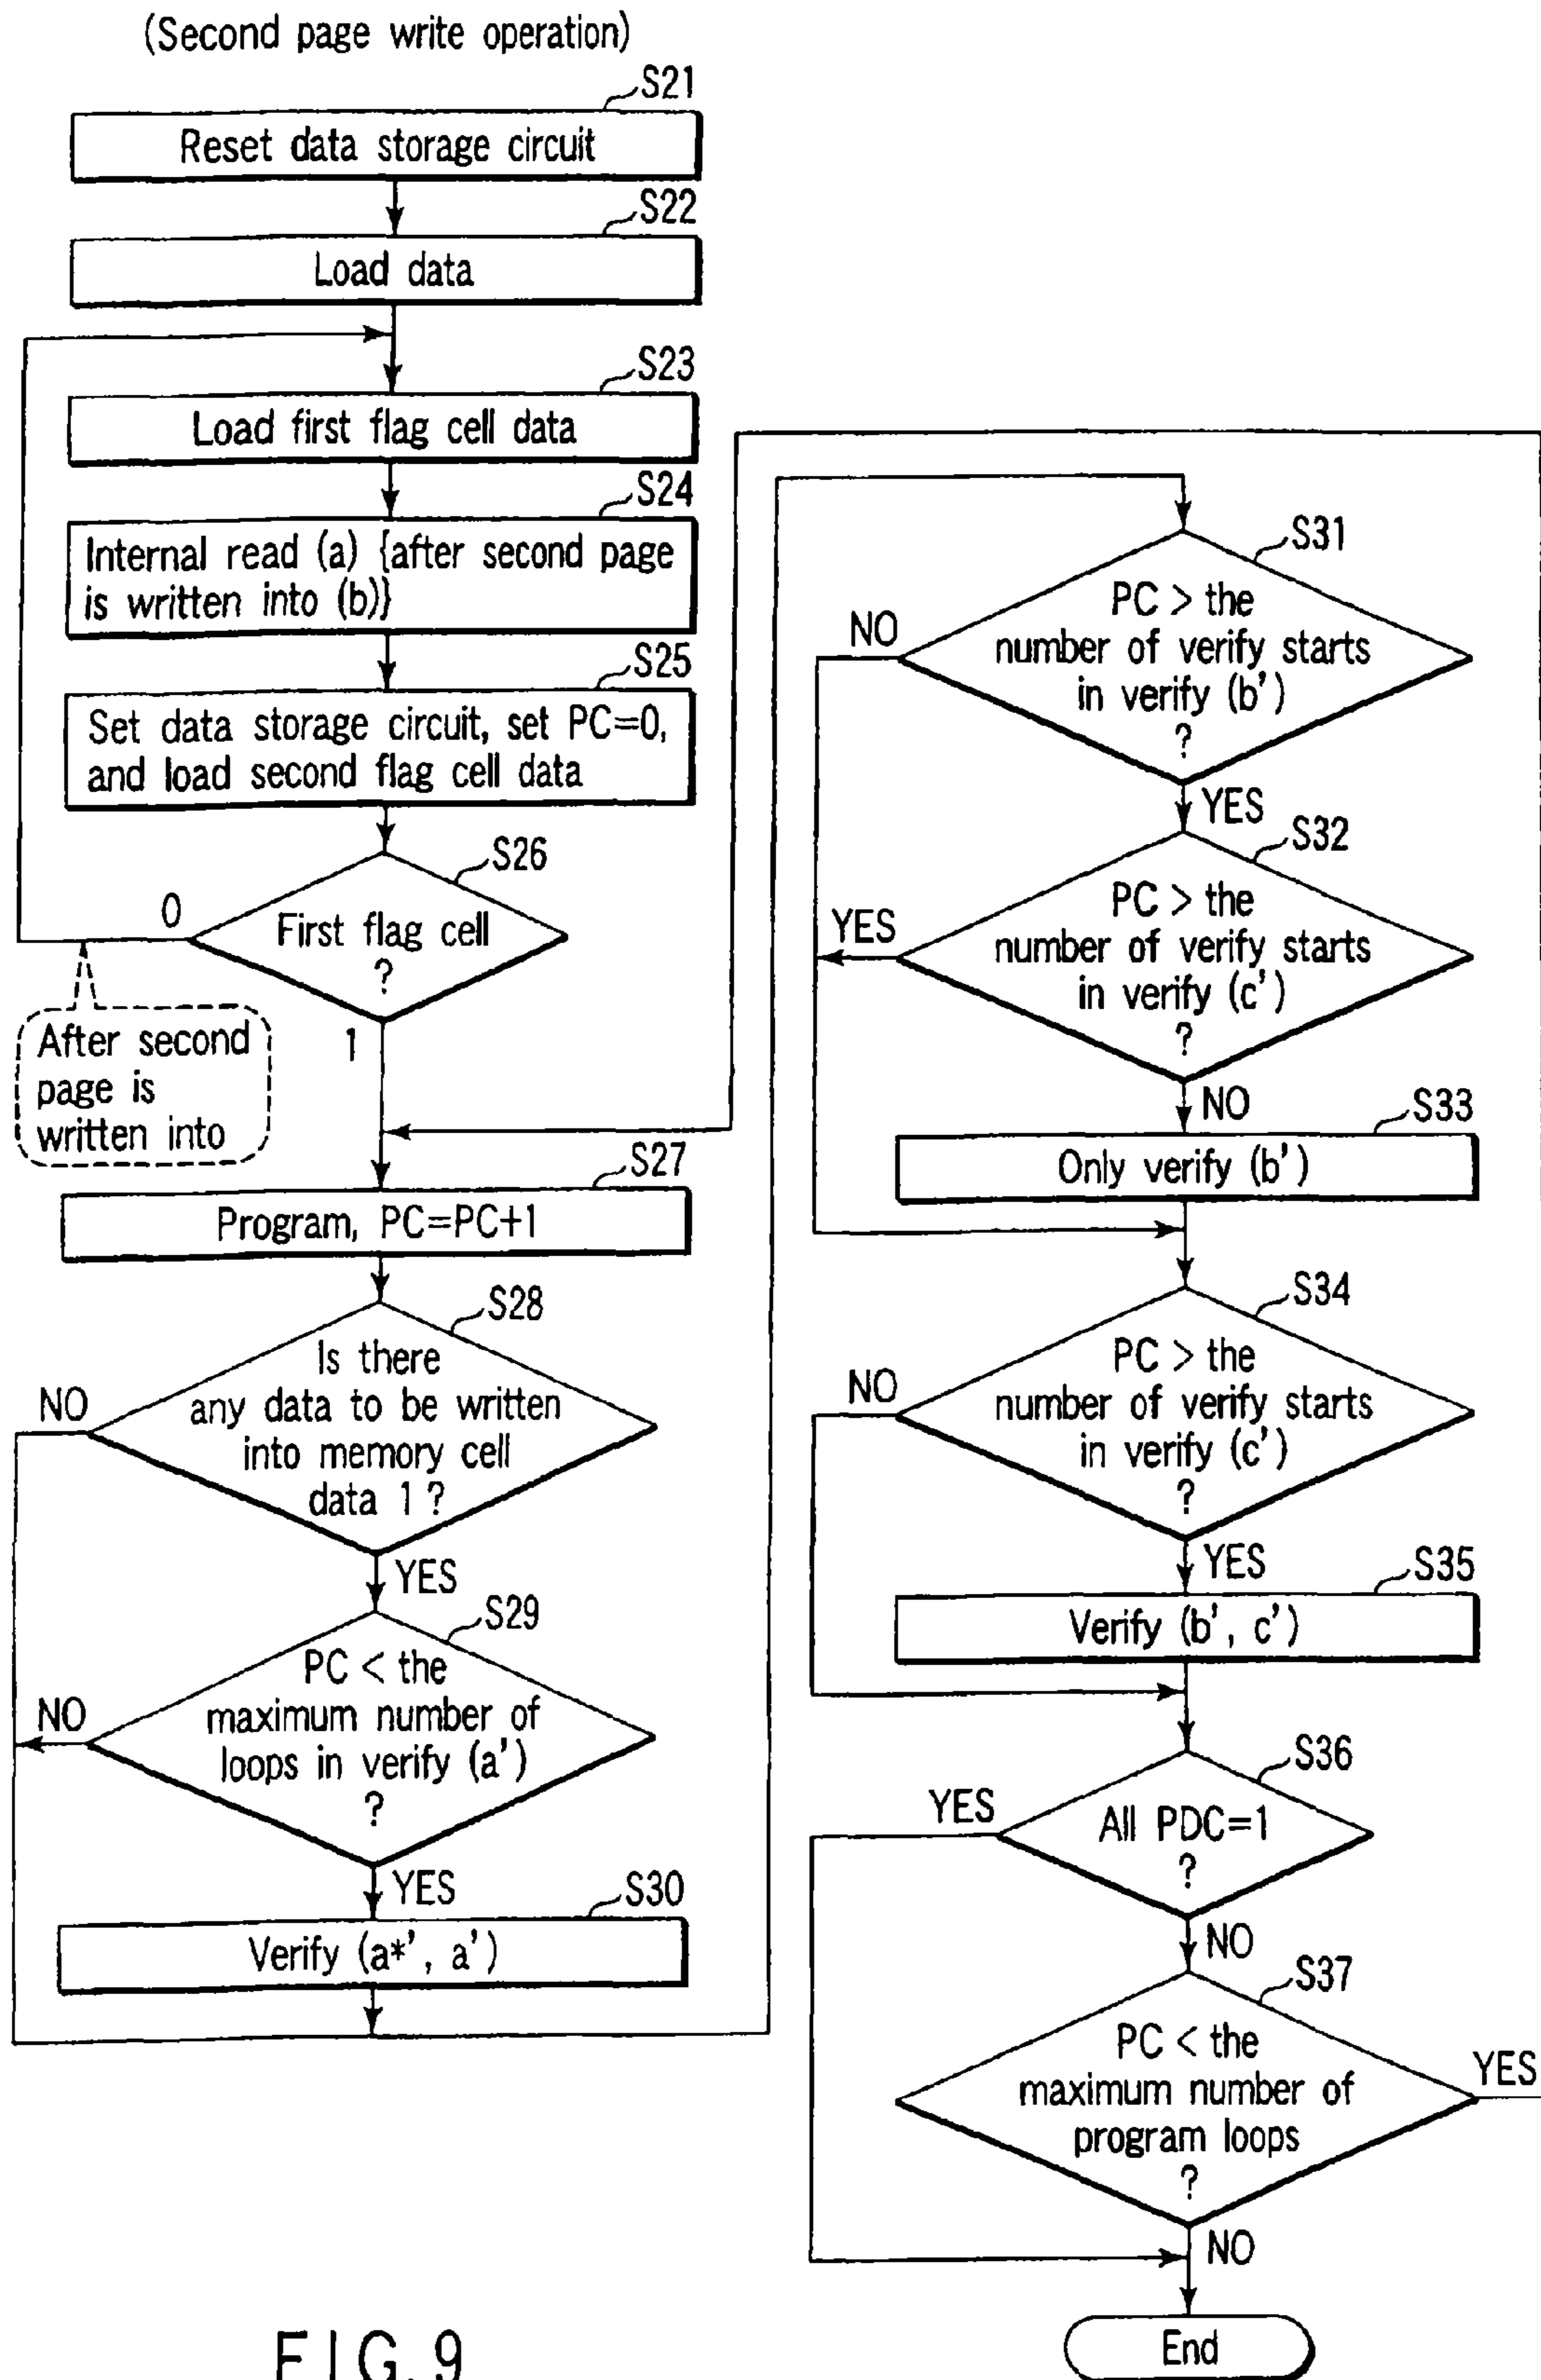 (Second page write operation)
S21
Reset data storage circuit
S22
Load data
S23
Load first flag cell data
S24
Internal read (a) {after second page
is written into (b)}
S25
Set data storage circuit, set PC=0,
and load second flag cell data
S26
First flag cell
?
0
1
After second
page is
written into
S27
Program, PC=PC+1
S28
Is there
any data to be written
into memory cell
data 1 ?
NO
YES
S29
PC < the
maximum number of
loops in verify (a')
?
NO
YES
S30
Verify (a*', a')
S31
PC > the
number of verify starts
in verify (b')
?
NO
YES
S32
PC > the
number of verify starts
in verify (c')
?
YES
NO
S33
Only verify (b')
S34
PC > the
number of verify starts
in verify (c')
?
NO
YES
S35
Verify (b', c')
S36
All PDC=1
?
YES
NO
S37
PC < the
maximum number of
program loops
?
YES
NO
End
FIG. 9